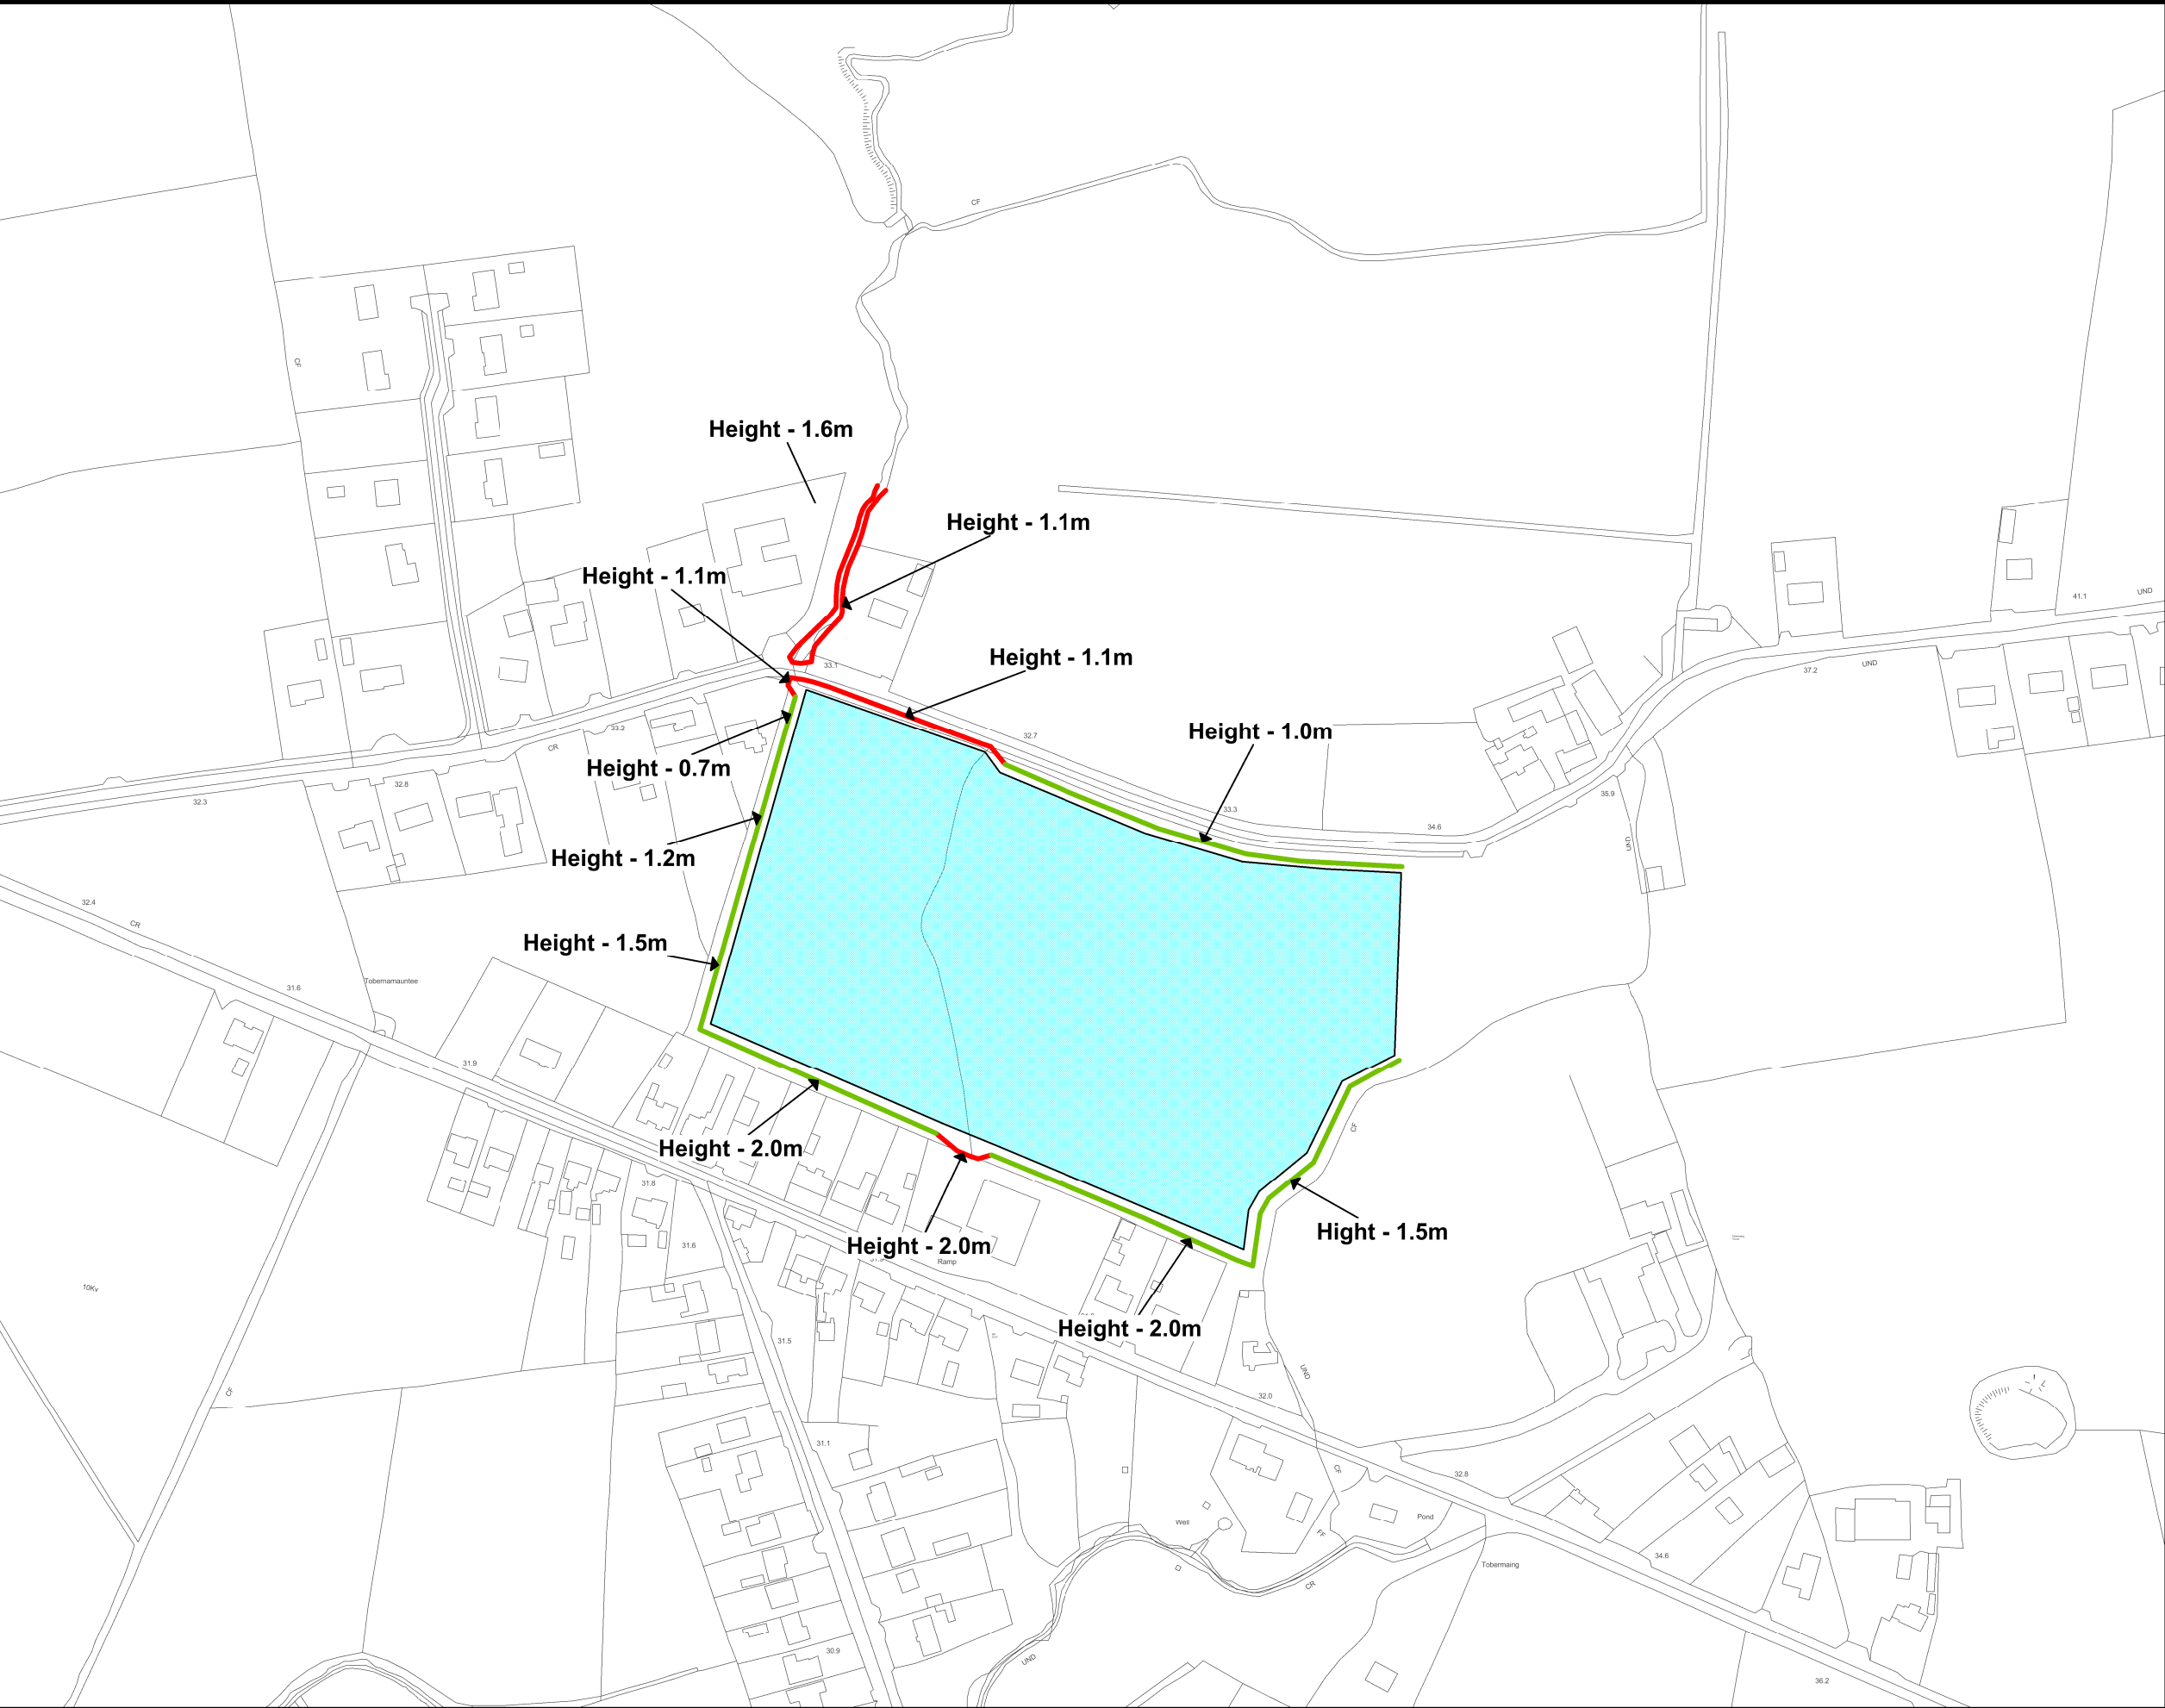 CF
CF
Height - 1.6m
Height - 1.1m
Height - 1.1m
UND
41.1
Height - 1.1m
33.1
37.2
UND
33.2
CR
32.7
Height - 1.0m
Height - 0.7m
32.8
32.3
33.3
35.9
34.6
UND
Height - 1.2m
32.4
CR
Height - 1.5m
Tobernamauntee
31.6
31.9
CF
Height - 2.0m
31.8
Hight - 1.5m
31.6
Height - 2.0m
Ramp
10Kv
Height - 2.0m
31.5
UND
CF
32.0
31.1
CF
32.8
Well
Pond
FF
34.6
Tobermaing
CR
30.9
UND
36.2